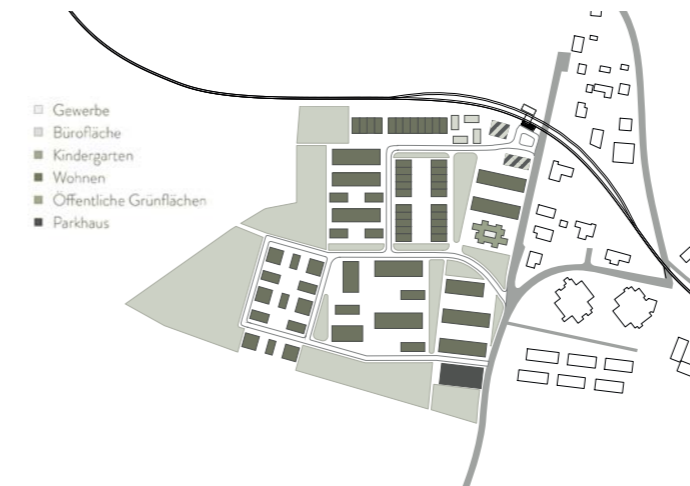 Gewerbe
Bürofläche
Kindergarten
Wohnen
Öffentliche Grünflächen
Parkhaus